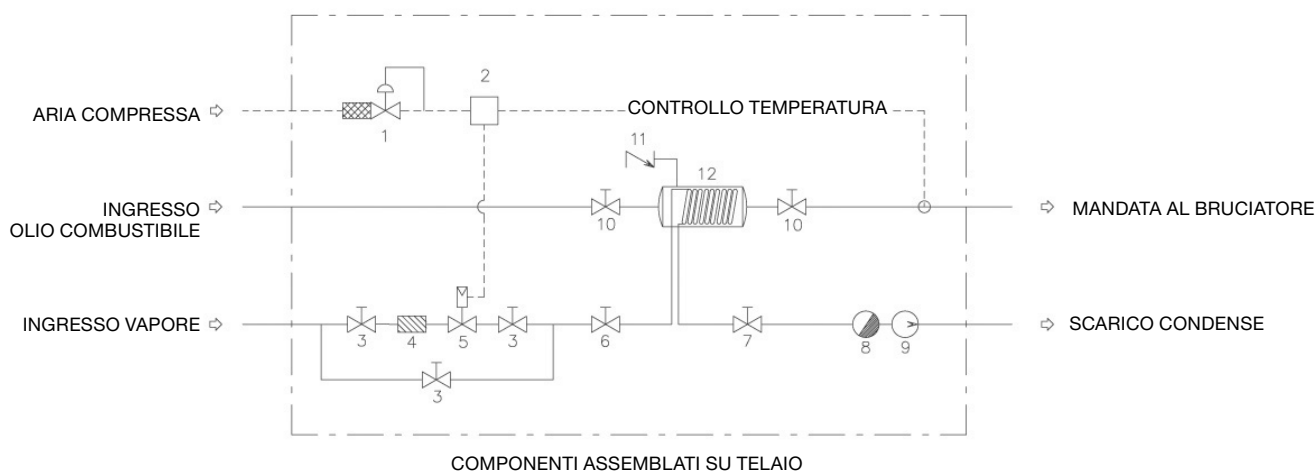 2
ARIA COMPRESSA
CONTROLLO TEMPERATURA
1
11
12
INGRESSO
OLIO COMBUSTIBILE
10
10
MANDATA AL BRUCIATORE
INGRESSO VAPORE
3
4
5
3
6
7
8
9
SCARICO CONDENSE
3
COMPONENTI ASSEMBLATI SU TELAIO